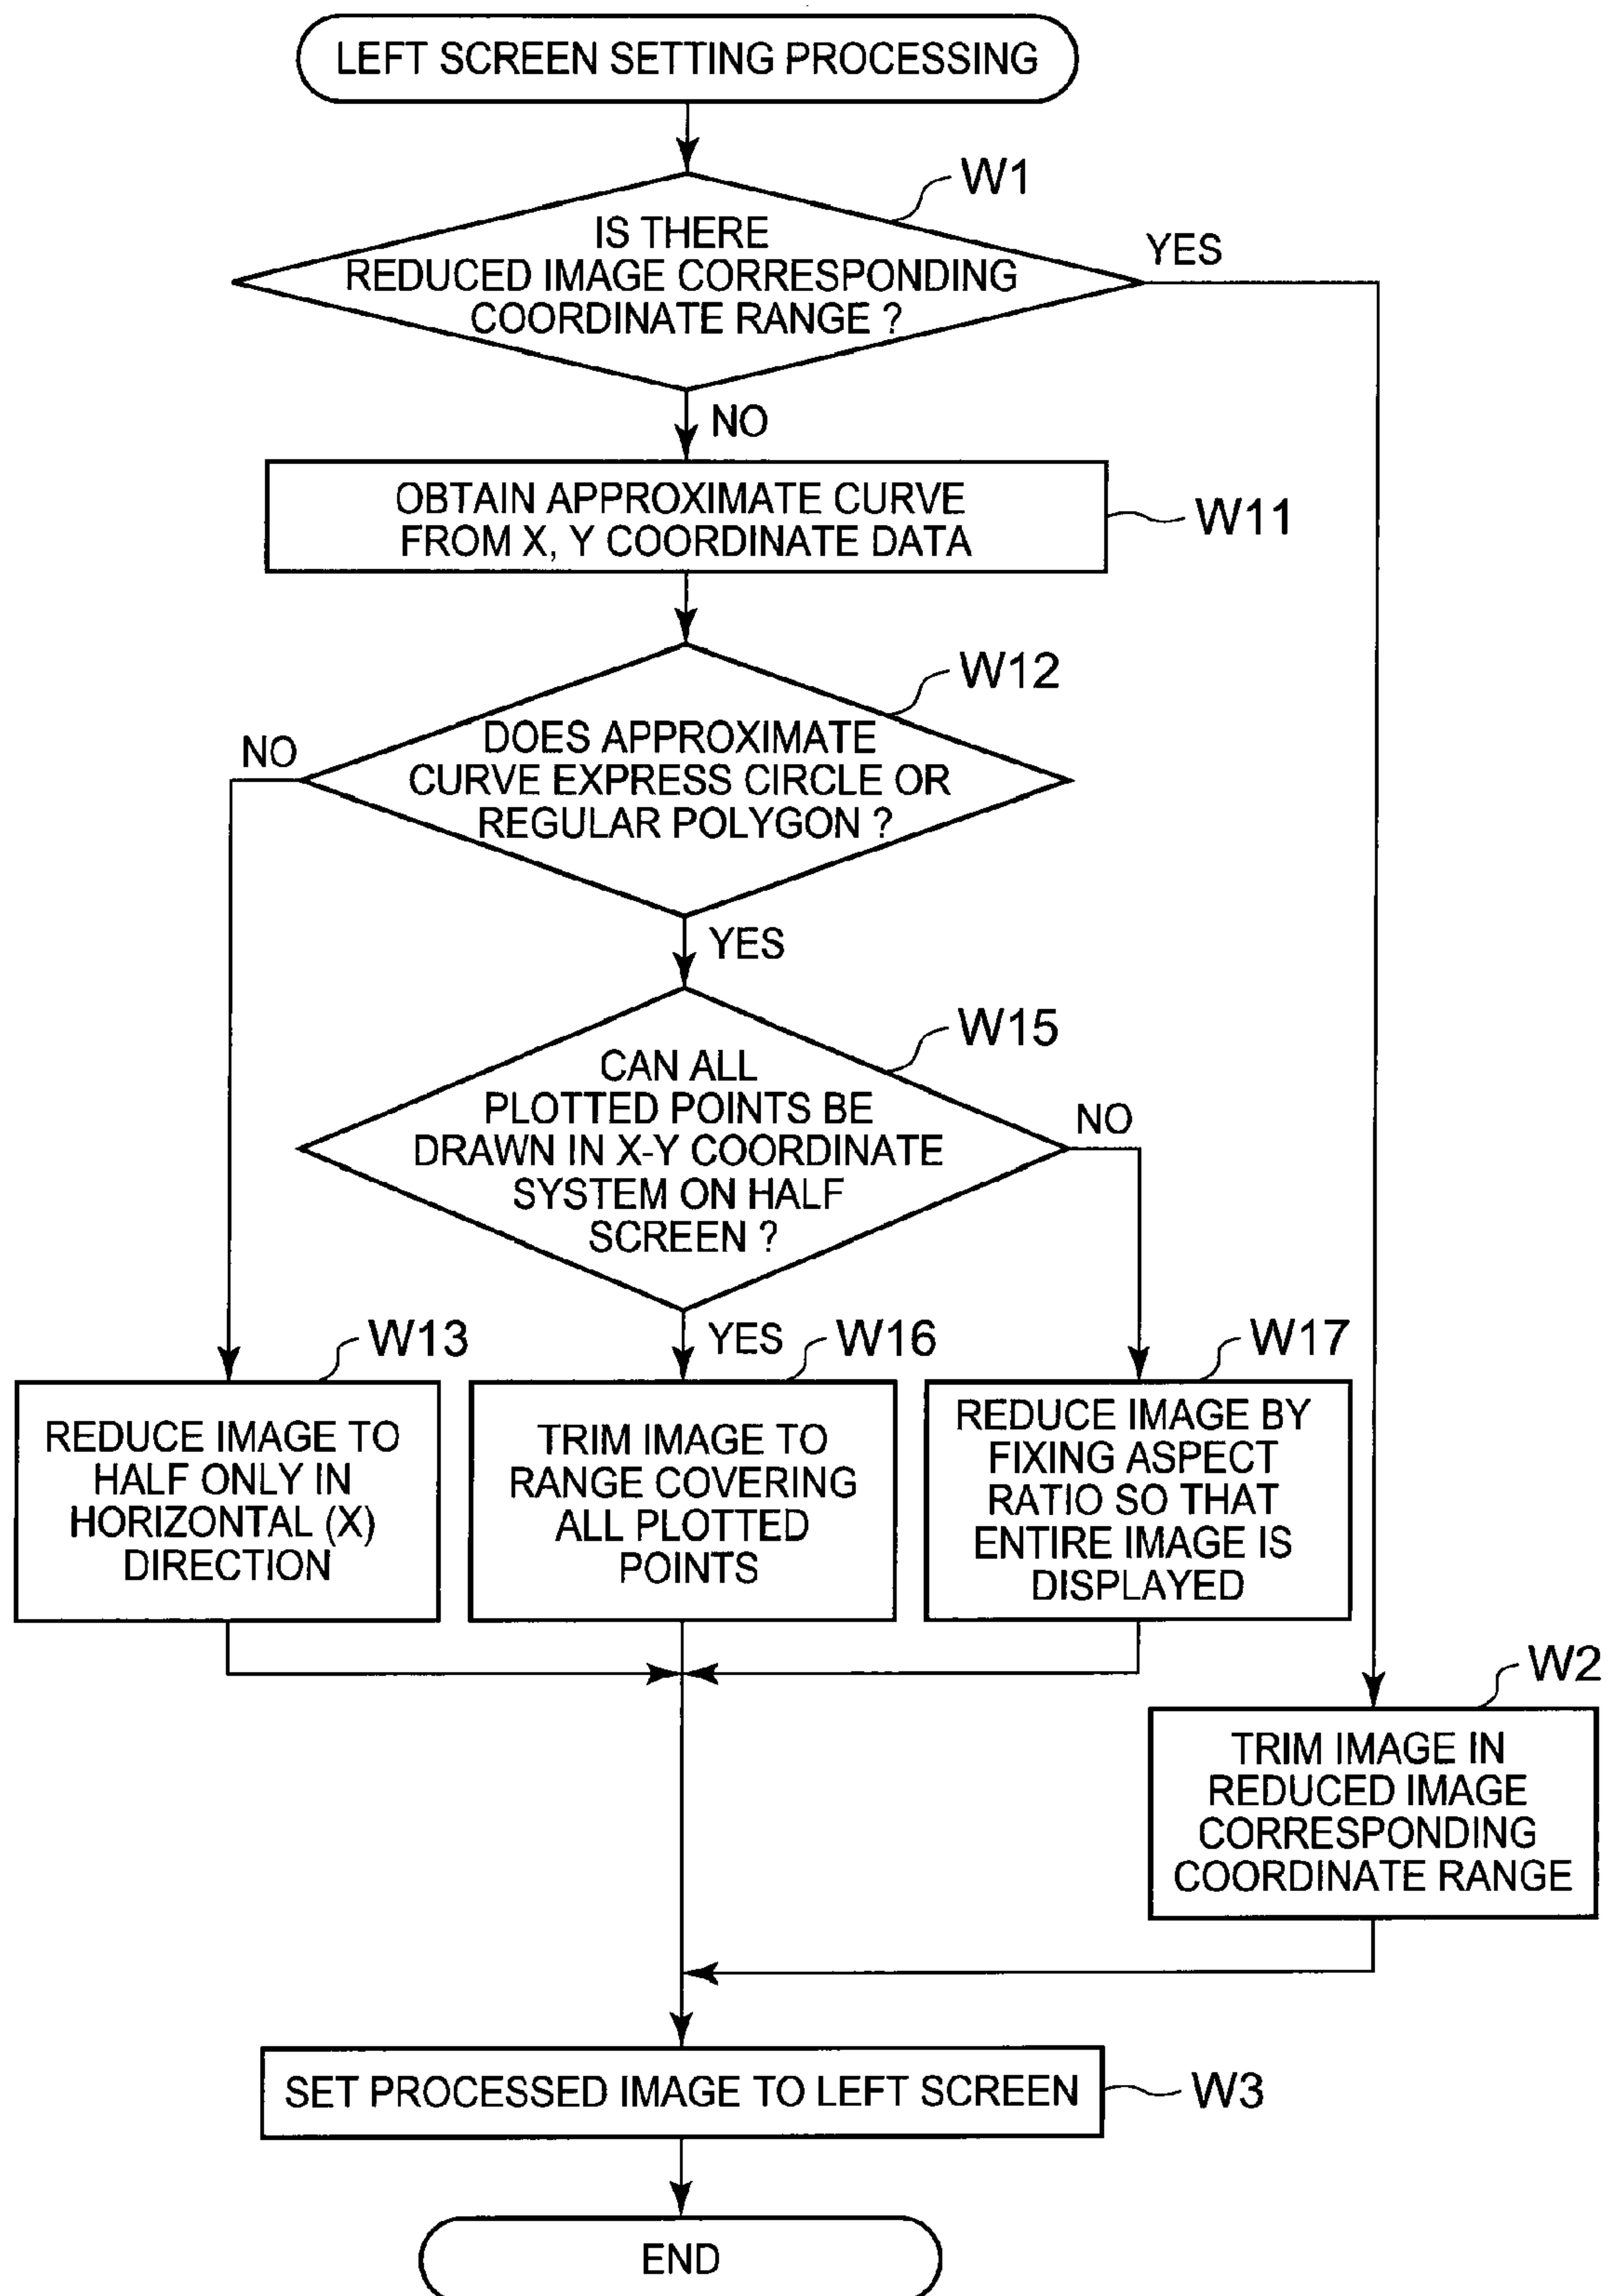 LEFT SCREEN SETTING PROCESSING
W1
IS THERE
REDUCED IMAGE CORRESPONDING
COORDINATE RANGE ?
YES
NO
OBTAIN APPROXIMATE CURVE
FROM X, Y COORDINATE DATA
W11
W12
DOES APPROXIMATE
CURVE EXPRESS CIRCLE OR
REGULAR POLYGON ?
NO
YES
W15
CAN ALL
PLOTTED POINTS BE
DRAWN IN X-Y COORDINATE
SYSTEM ON HALF
SCREEN ?
NO
YES
W13
REDUCE IMAGE TO
HALF ONLY IN
HORIZONTAL (X)
DIRECTION
W16
TRIM IMAGE TO
RANGE COVERING
ALL PLOTTED
POINTS
W17
REDUCE IMAGE BY
FIXING ASPECT
RATIO SO THAT
ENTIRE IMAGE IS
DISPLAYED
W2
TRIM IMAGE IN
REDUCED IMAGE
CORRESPONDING
COORDINATE RANGE
SET PROCESSED IMAGE TO LEFT SCREEN
W3
END